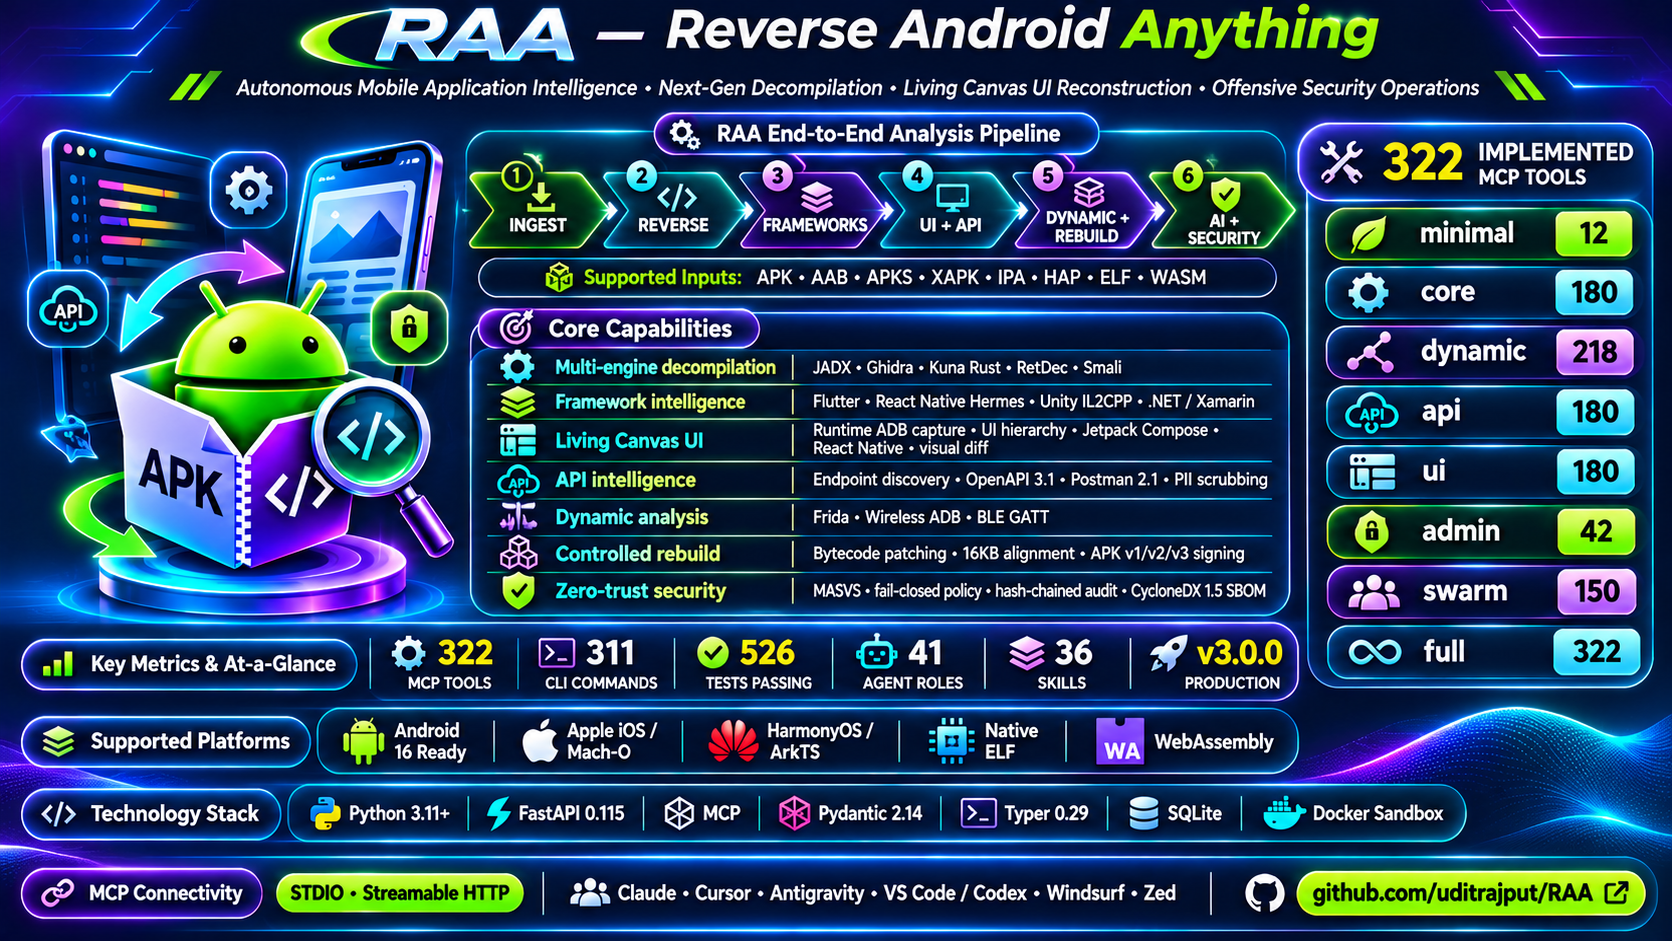 RAA — Reverse Android Anything
Autonomous Mobile Application Intelligence • Next-Gen Decompilation • Living Canvas UI Reconstruction • Offensive Security Operations
API
APK
</>
</>
RAA End-to-End Analysis Pipeline
1
INGEST
2
</>
REVERSE
3
FRAMEWORKS
4
UI + API
5
DYNAMIC +
REBUILD
6
AI +
SECURITY
Supported Inputs: APK • AAB • APKS • XAPK • IPA • HAP • ELF • WASM
Core Capabilities
Multi-engine decompilation
JADX • Ghidra • Kuna Rust • RetDec • Smali
Framework intelligence
Flutter • React Native Hermes • Unity IL2CPP • .NET / Xamarin
Living Canvas UI
Runtime ADB capture • UI hierarchy • Jetpack Compose •
React Native • visual diff
API
API intelligence
Endpoint discovery • OpenAPI 3.1 • Postman 2.1 • PII scrubbing
Dynamic analysis
Frida • Wireless ADB • BLE GATT
Controlled rebuild
Bytecode patching • 16KB alignment • APK v1/v2/v3 signing
Zero-trust security
MASVS • fail-closed policy • hash-chained audit • CycloneDX 1.5 SBOM
322 IMPLEMENTED
MCP TOOLS
minimal 12
core 180
dynamic 218
API
api 180
ui 180
admin 42
swarm 150
full 322
Key Metrics & At-a-Glance
322
MCP TOOLS
>_
311
CLI COMMANDS
526
TESTS PASSING
41
AGENT ROLES
36
SKILLS
v3.0.0
PRODUCTION
Supported Platforms
Android
16 Ready
Apple iOS /
Mach-O
HarmonyOS /
ArkTS
Native
ELF
WA
WebAssembly
</>
Technology Stack
Python 3.11+
FastAPI 0.115
MCP
Pydantic 2.14
>_
Typer 0.29
SQLite
Docker Sandbox
MCP Connectivity
STDIO • Streamable HTTP
Claude • Cursor • Antigravity • VS Code / Codex • Windsurf • Zed
github.com/uditrajput/RAA